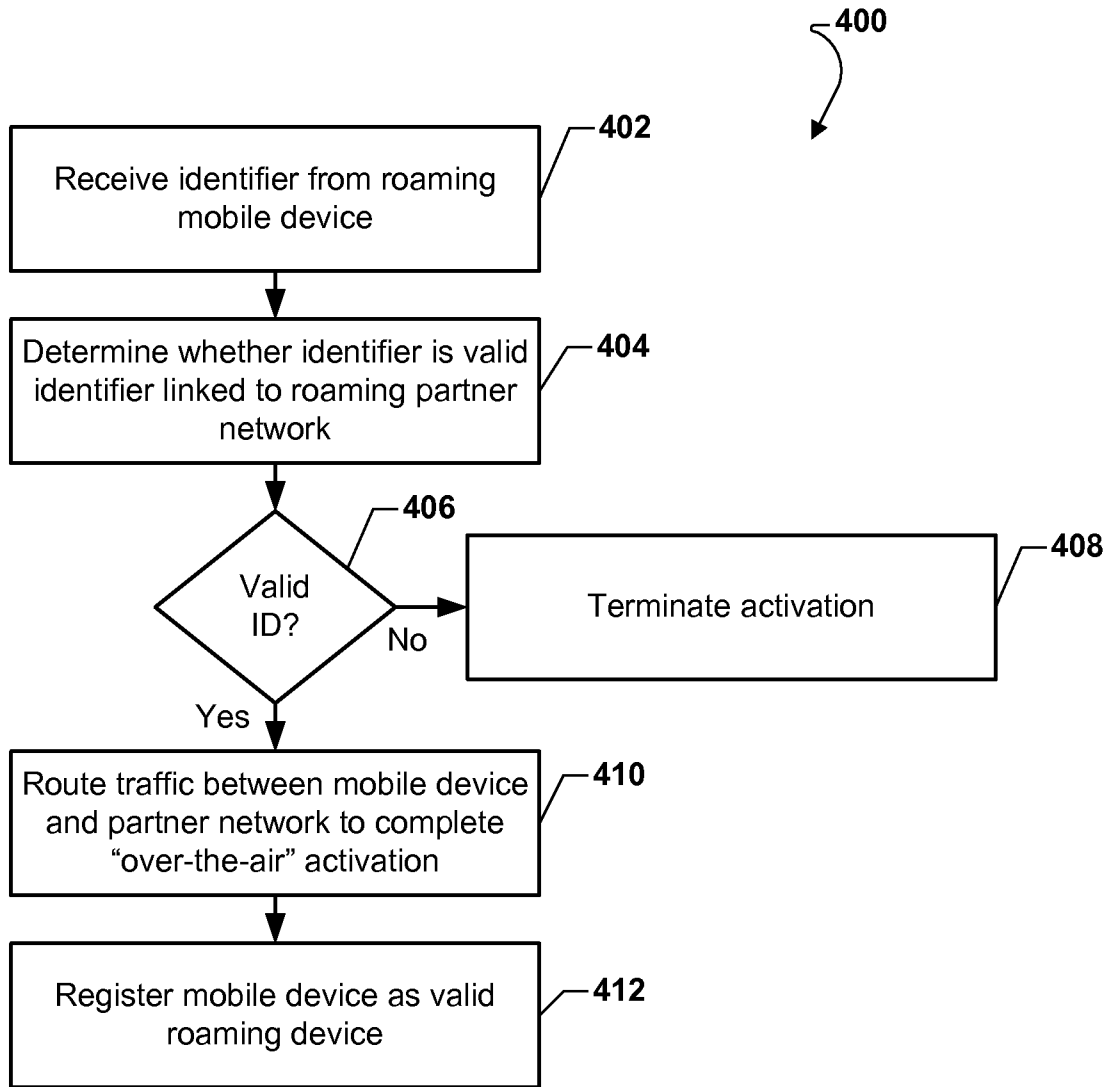 400
402
Receive identifier from roaming
mobile device
404
Determine whether identifier is valid
identifier linked to roaming partner
network
406
Valid
ID?
No
408
Terminate activation
Yes
410
Route traffic between mobile device
and partner network to complete
“over-the-air” activation
412
Register mobile device as valid
roaming device